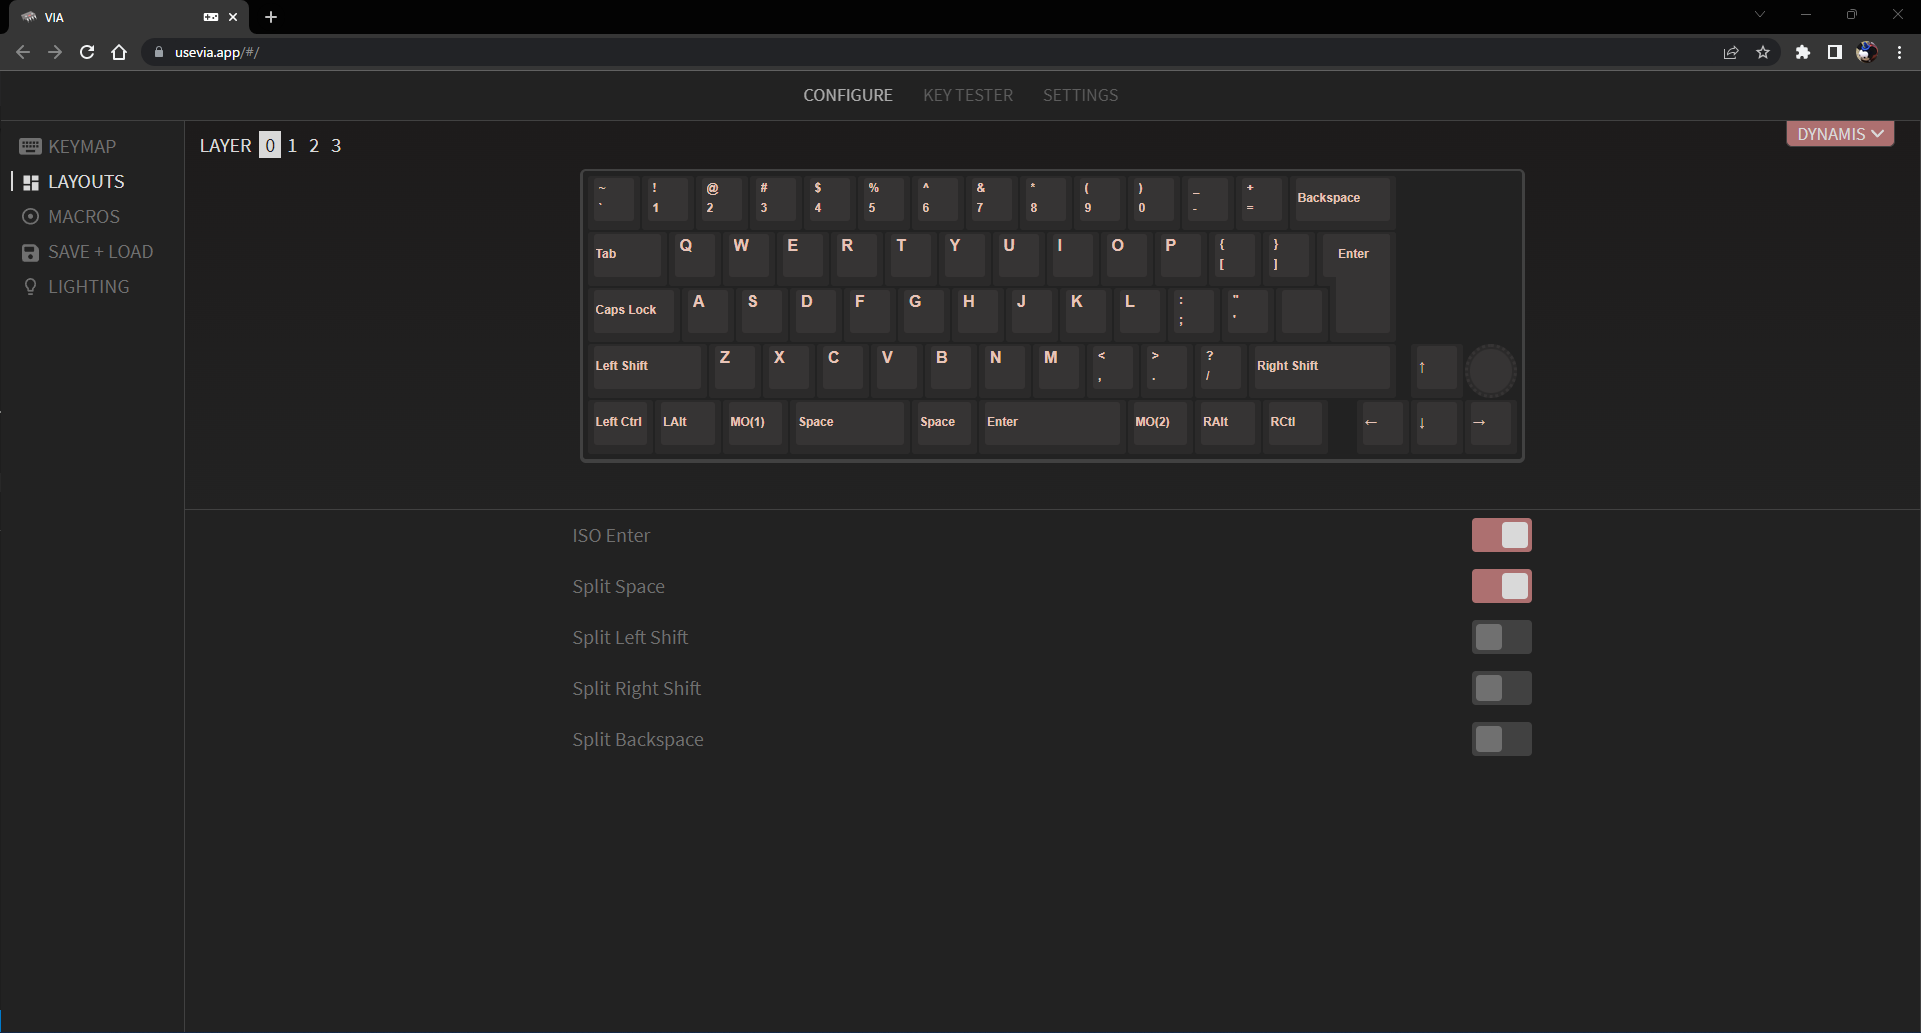 VIA
usevia.app/#/
CONFIGURE KEY TESTER SETTINGS
KEYMAP
LAYOUTS
MACROS
SAVE + LOAD
LIGHTING
LAYER 0 1 2 3
DYNAMIS
~ ! @ # $ % ^ & * ( ) _ + Backspace
` 1 2 3 4 5 6 7 8 9 0 - =
Tab Q W E R T Y U I O P { } Enter
[ ]
Caps Lock A S D F G H J K L : "
; '
Left Shift Z X C V B N M < > ? Right Shift ↑
, . /
Left Ctrl LAlt MO(1) Space Space Enter MO(2) RAlt RCtl ← ↓ →
ISO Enter
Split Space
Split Left Shift
Split Right Shift
Split Backspace